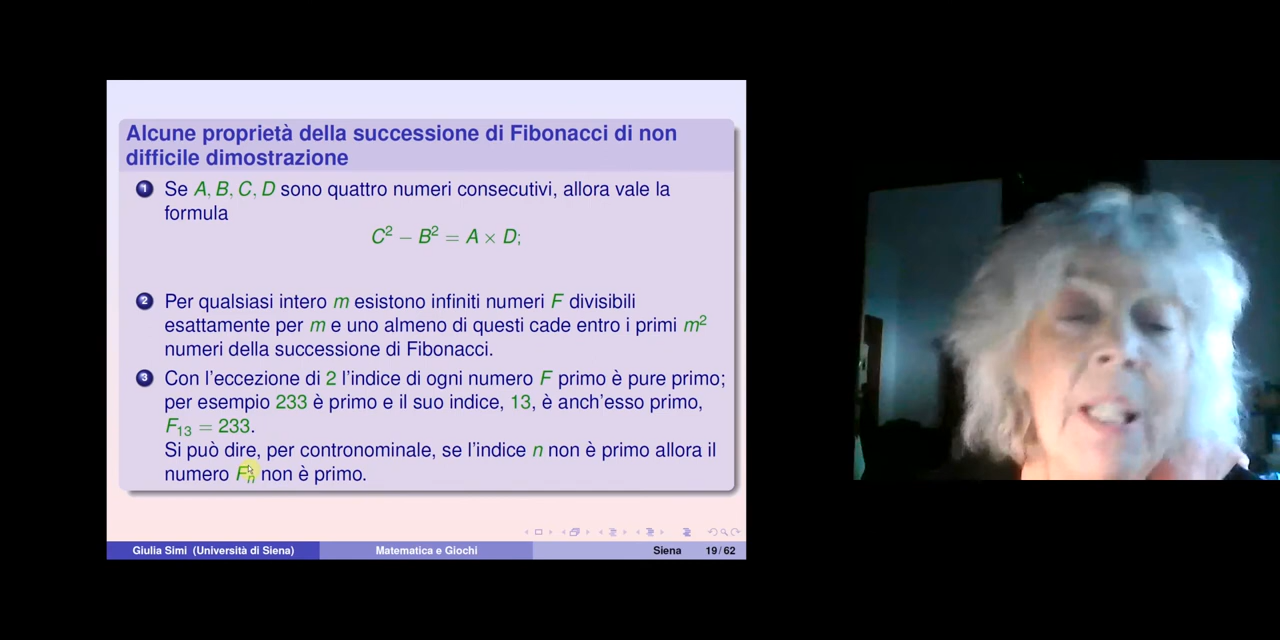 Alcune proprietà della successione di Fibonacci di non
difficile dimostrazione
1 Se A, B, C, D sono quattro numeri consecutivi, allora vale la
formula
C² − B² = A × D;
2 Per qualsiasi intero m esistono infiniti numeri F divisibili
esattamente per m e uno almeno di questi cade entro i primi m²
numeri della successione di Fibonacci.
3 Con l'eccezione di 2 l'indice di ogni numero F primo è pure primo;
per esempio 233 è primo e il suo indice, 13, è anch'esso primo,
F₁₃ = 233.
Si può dire, per contronominale, se l'indice n non è primo allora il
numero Fₙ non è primo.
Giulia Simi (Università di Siena) Matematica e Giochi Siena 19/62